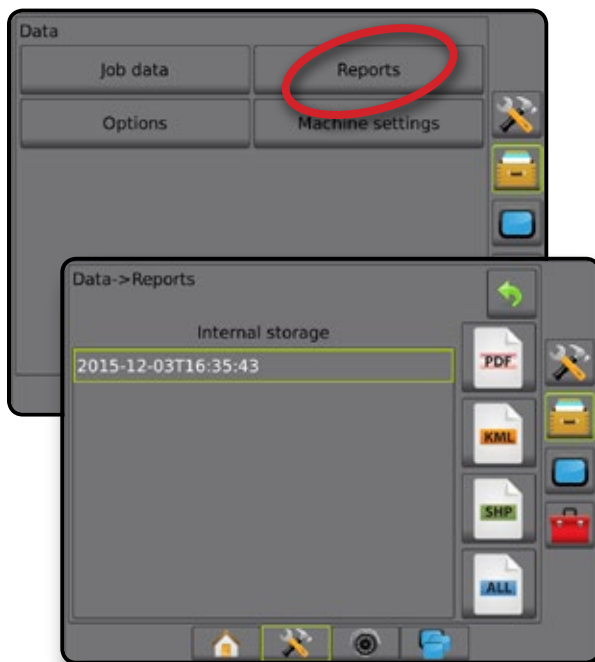 Data
Job data
Reports
Options
Machine settings
Data->Reports
Internal storage
2015-12-03T16:35:43
PDF
KML
SHP
ALL